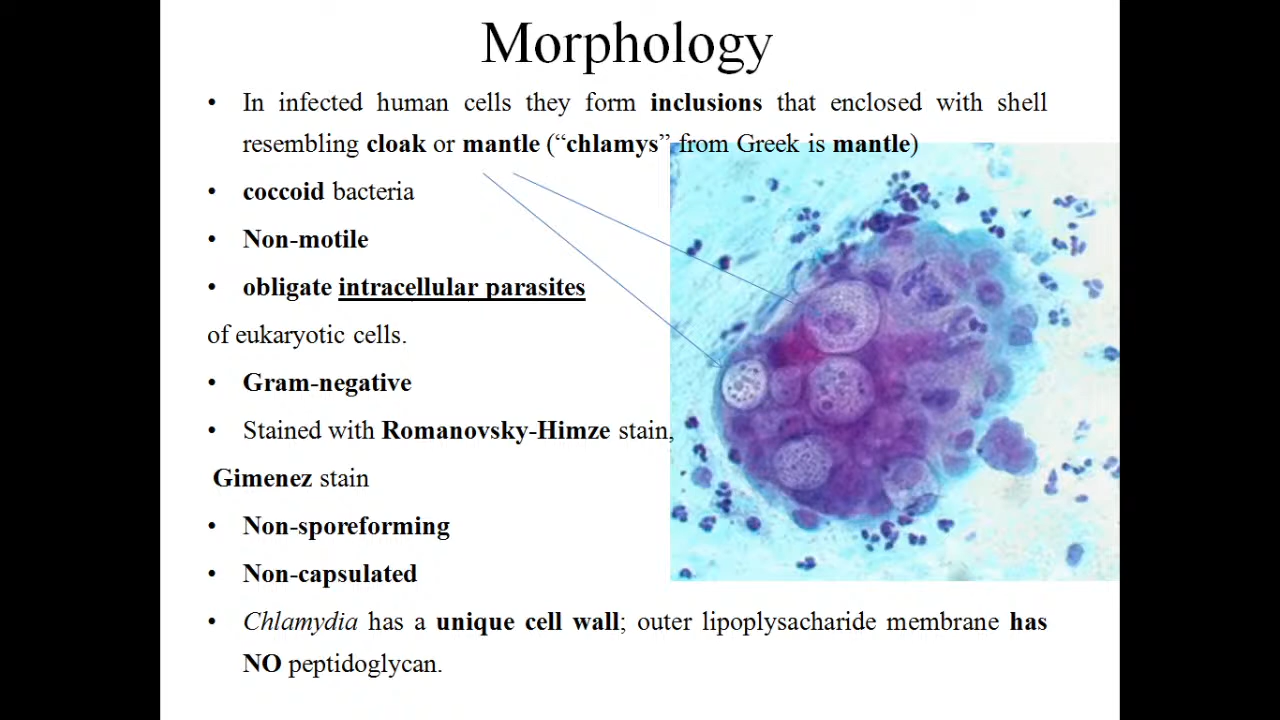 Morphology
• In infected human cells they form inclusions that enclosed with shell
resembling cloak or mantle (“chlamys” from Greek is mantle)
• coccoid bacteria
• Non-motile
• obligate intracellular parasites
of eukaryotic cells.
• Gram-negative
• Stained with Romanovsky-Himze stain,
Gimenez stain
• Non-sporeforming
• Non-capsulated
• Chlamydia has a unique cell wall; outer lipoplysacharide membrane has
NO peptidoglycan.